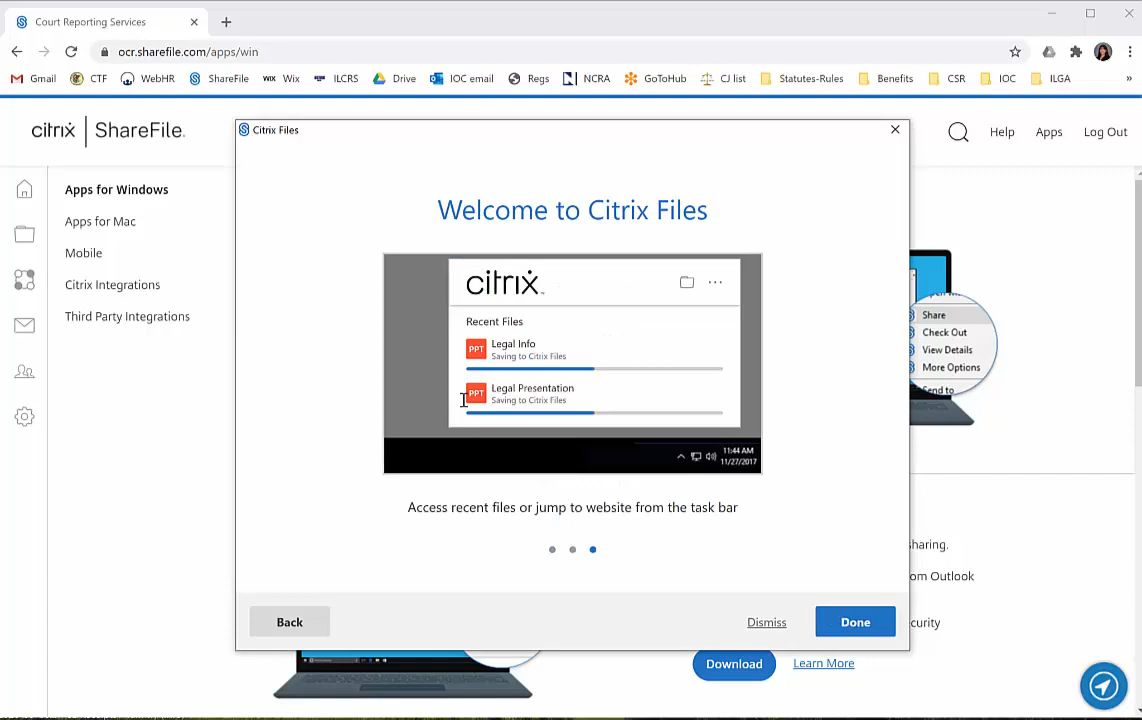 Court Reporting Services
ocr.sharefile.com/apps/win
Gmail CTF WebHR ShareFile WIX Wix ILCRS Drive IOC email Regs NCRA GoToHub CJ list Statutes-Rules Benefits CSR IOC ILGA »
citrix | ShareFile.
Help Apps Log Out
Apps for Windows
Apps for Mac
Mobile
Citrix Integrations
Third Party Integrations
Citrix Files
Welcome to Citrix Files
citrix
Recent Files
PPT Legal Info
Saving to Citrix Files
PPT Legal Presentation
Saving to Citrix Files
11:44 AM
11/27/2017
Access recent files or jump to website from the task bar
Back
Dismiss
Done
Share
Check Out
View Details
More Options
Send to
haring.
om Outlook
curity
Download
Learn More